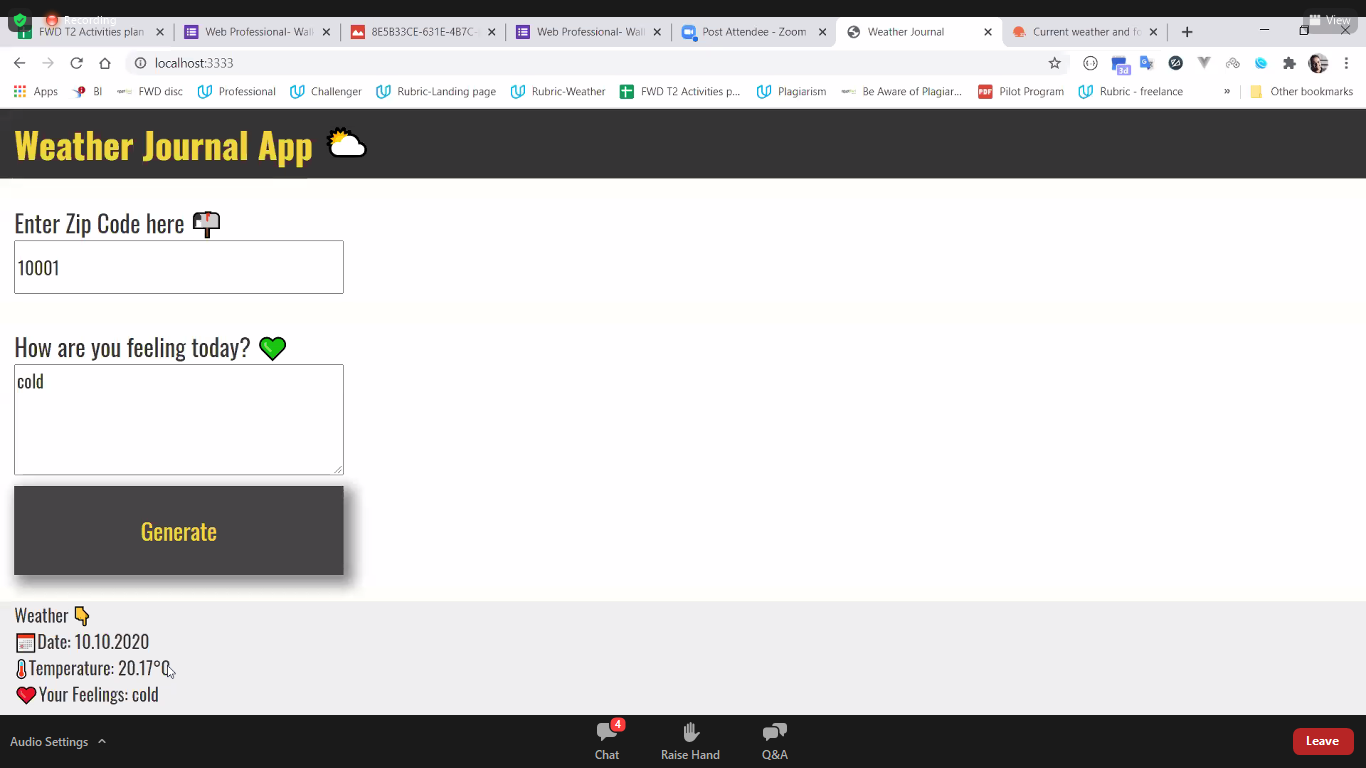 Recording
View
FWD T2 Activities plan
Web Professional- Wal
8E5B33CE-631E-4B7C-
Web Professional- Wal
Post Attendee - Zoom
Weather Journal
Current weather and fo
localhost:3333
3d
Apps
BI
FWD disc
Professional
Challenger
Rubric-Landing page
Rubric-Weather
FWD T2 Activities p...
Plagiarism
Be Aware of Plagiar...
PDF
Pilot Program
Rubric - freelance
»
Other bookmarks
Weather Journal App
Enter Zip Code here
10001
How are you feeling today?
cold
Generate
Weather
Date: 10.10.2020
Temperature: 20.17°C
Your Feelings: cold
Audio Settings
4
Chat
Raise Hand
Q&A
Leave